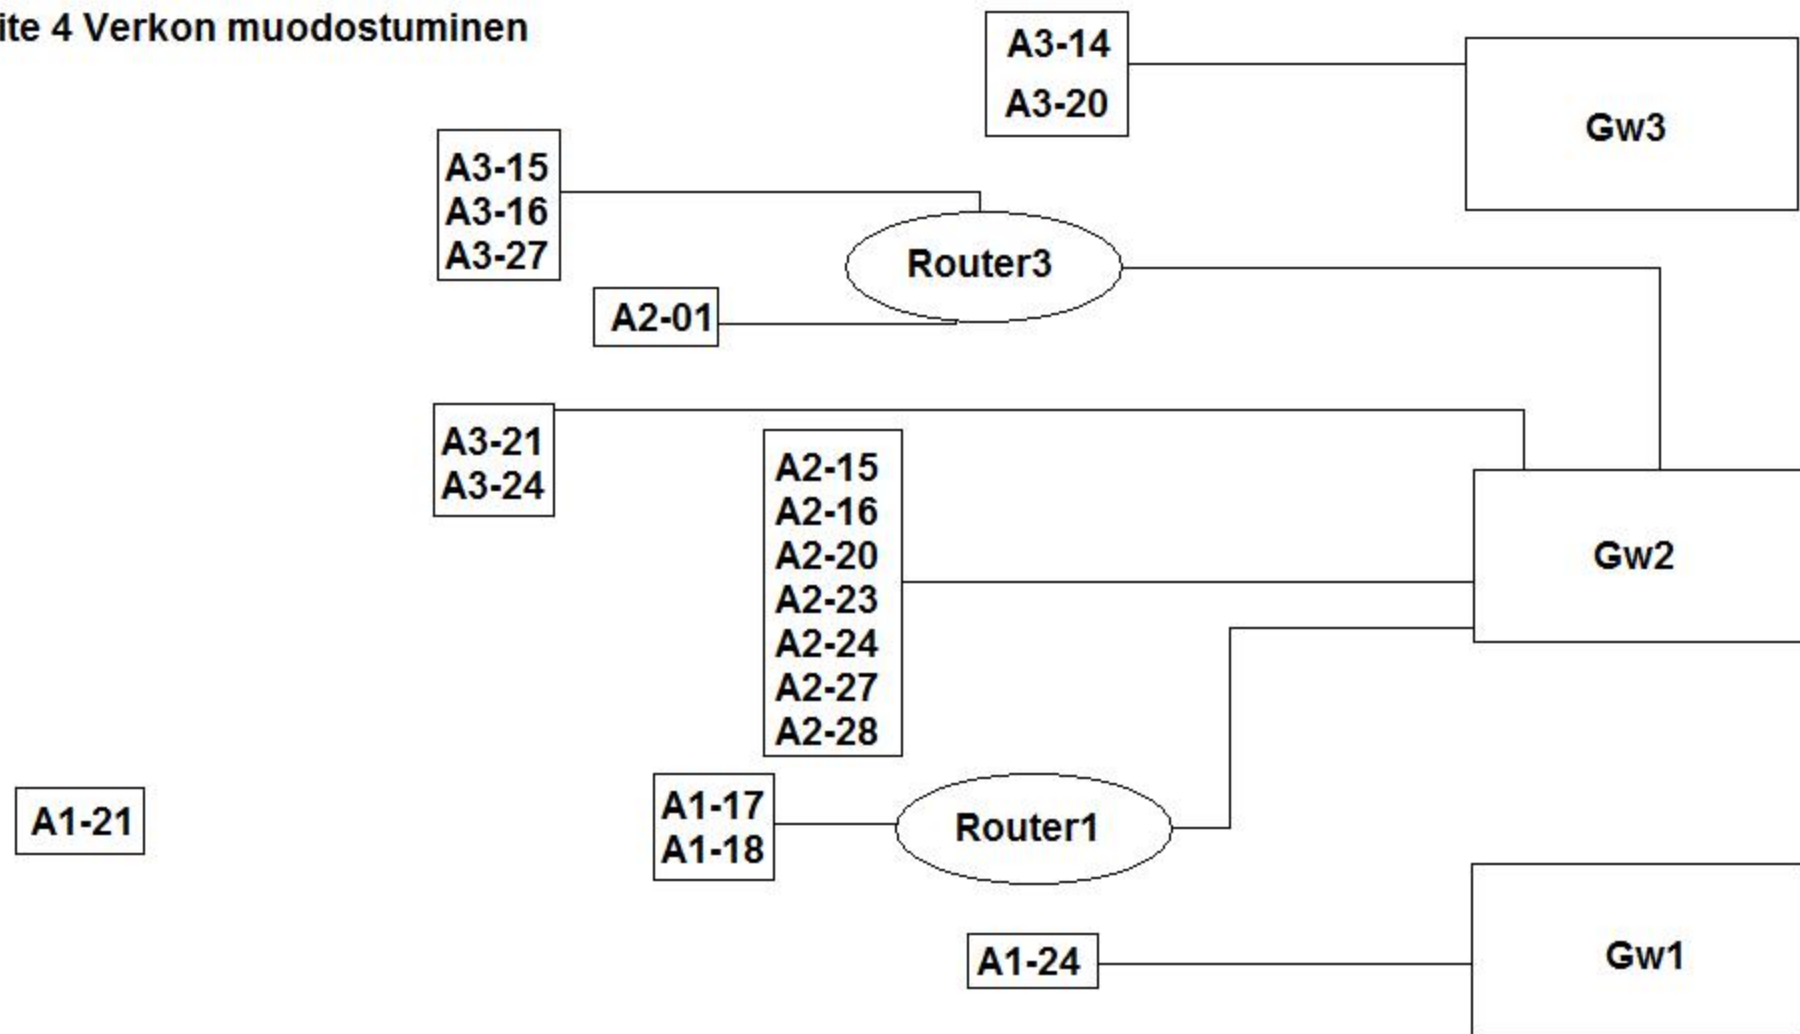 ite 4 Verkon muodostuminen
A3-14
A3-20
Gw3
A3-15
A3-16
A3-27
Router3
A2-01
A3-21
A3-24
A2-15
A2-16
A2-20
A2-23
A2-24
A2-27
A2-28
Gw2
A1-21
A1-17
A1-18
Router1
A1-24
Gw1